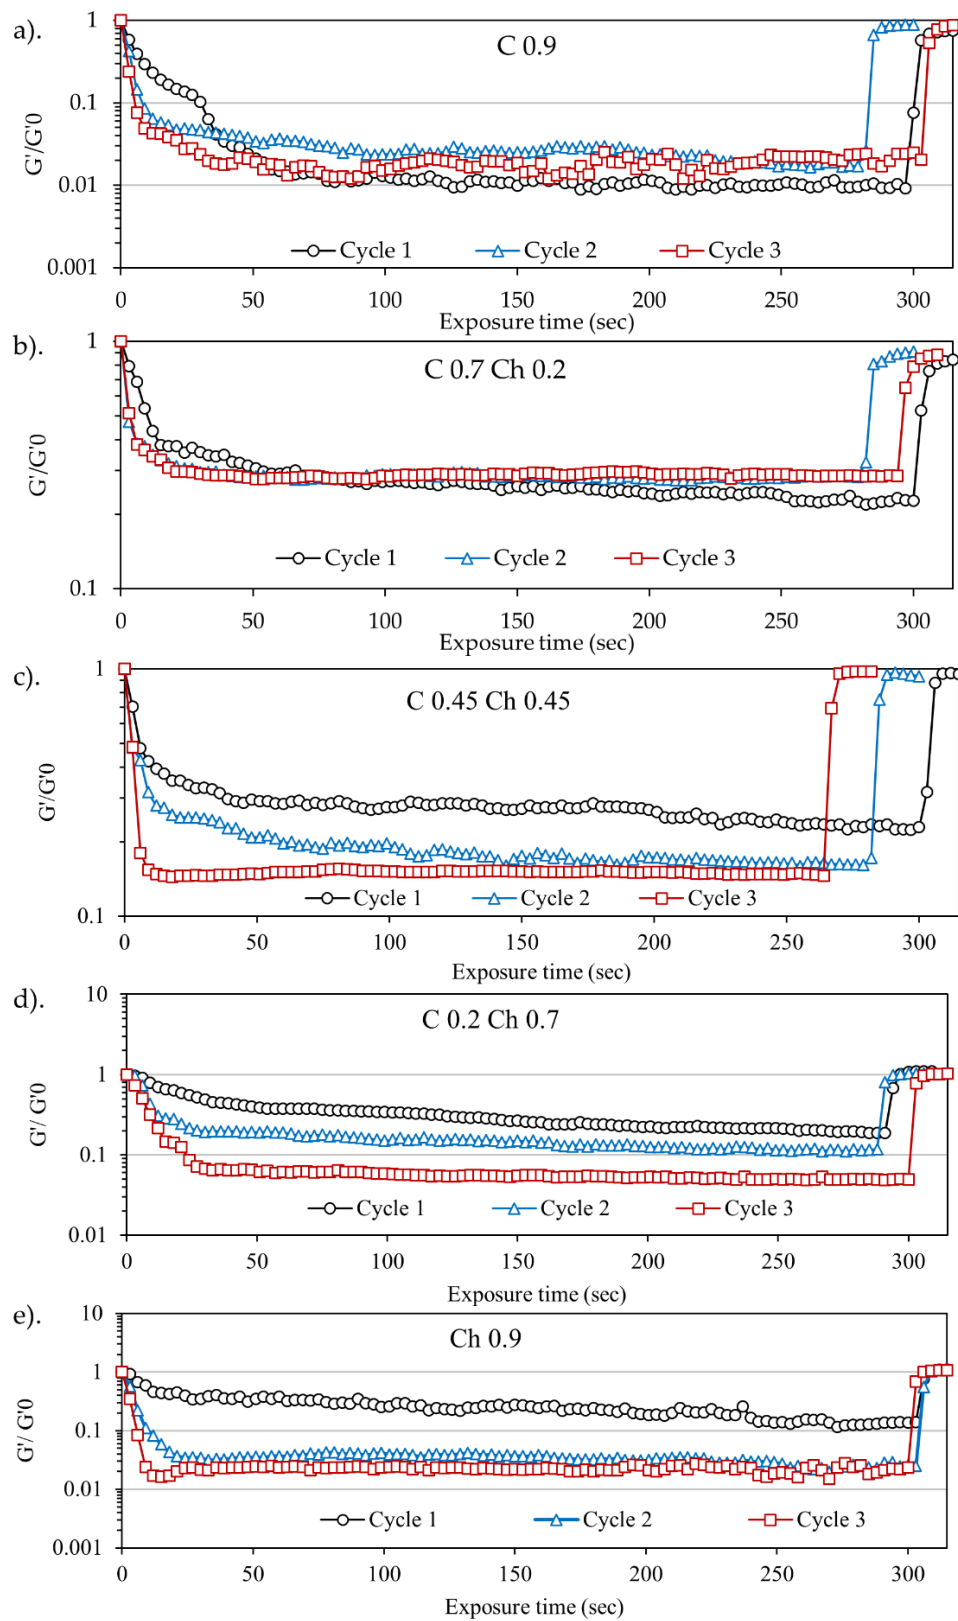 a).
C 0.9
G'/G'0
1
0.1
0.01
0.001
Cycle 1 Cycle 2 Cycle 3
0 50 100 150 200 250 300
Exposure time (sec)
b).
C 0.7 Ch 0.2
G'/G'0
1
0.1
Cycle 1 Cycle 2 Cycle 3
0 50 100 150 200 250 300
Exposure time (sec)
c).
C 0.45 Ch 0.45
G'/G'0
1
0.1
Cycle 1 Cycle 2 Cycle 3
0 50 100 150 200 250 300
Exposure time (sec)
d).
C 0.2 Ch 0.7
G'/ G'0
10
1
0.1
0.01
Cycle 1 Cycle 2 Cycle 3
0 50 100 150 200 250 300
Exposure time (sec)
e).
Ch 0.9
G'/ G'0
10
1
0.1
0.01
0.001
Cycle 1 Cycle 2 Cycle 3
0 50 100 150 200 250 300
Exposure time (sec)